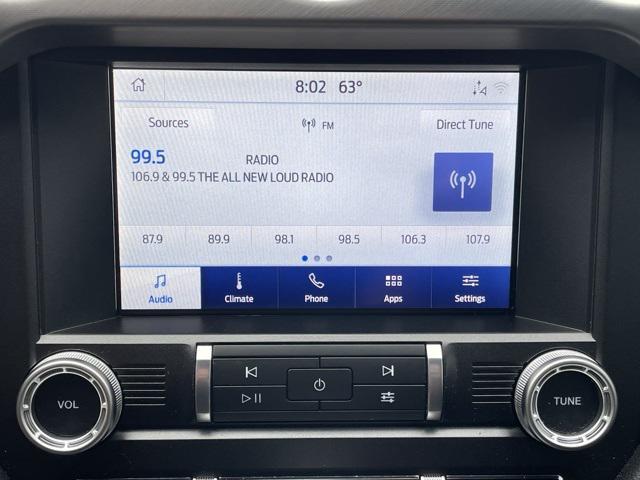 8:02 63°
Sources FM Direct Tune
99.5 RADIO
106.9 & 99.5 THE ALL NEW LOUD RADIO
87.9 89.9 98.1 98.5 106.3 107.9
Audio Climate Phone Apps Settings
VOL TUNE